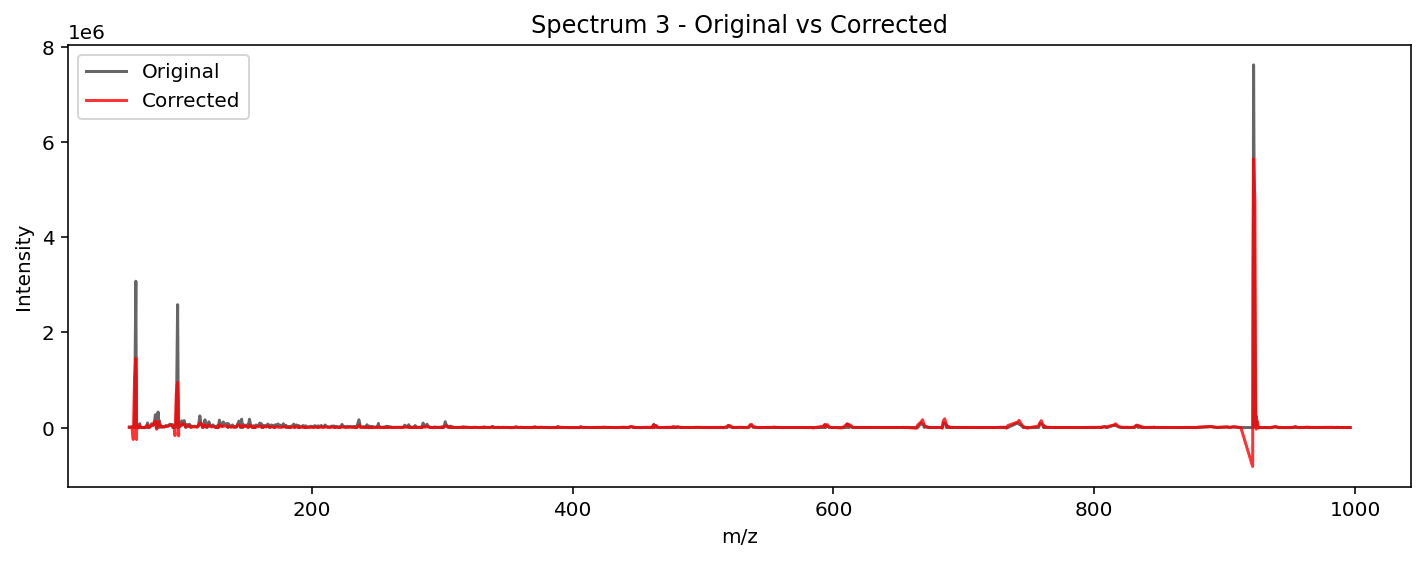 Spectrum 3 - Original vs Corrected
1e6
Original
Corrected
8
6
4
2
0
Intensity
200 400 600 800 1000
m/z